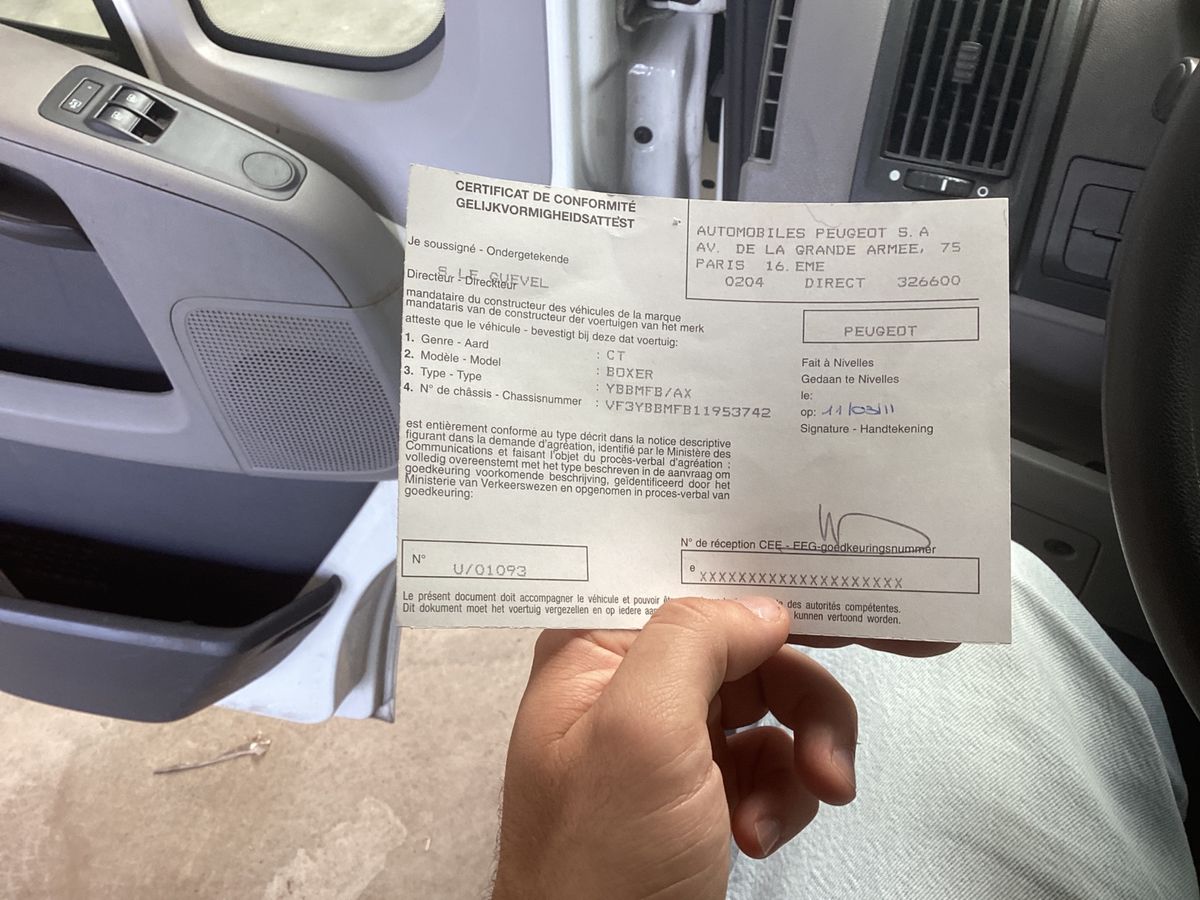 CERTIFICAT DE CONFORMITÉ
GELIJKVORMIGHEIDSATTEST
AUTOMOBILES PEUGEOT S.A
AV. DE LA GRANDE ARMEE, 75
PARIS 16.EME
0204 DIRECT 326600
Je soussigné - Ondergetekende
S.LE GUEVEL
Directeur - Direckteur
mandataire du constructeur des véhicules de la marque
mandataris van de constructeur der voertuigen van het merk
PEUGEOT
atteste que le véhicule - bevestigt bij deze dat voertuig:
1. Genre - Aard : CT
2. Modèle - Model : BOXER
3. Type - Type : YBBMFB/AX
4. N° de châssis - Chassisnummer : VF3YBBMFB11953742
Fait à Nivelles
Gedaan te Nivelles
le:
op: 11/03/11
Signature - Handtekening
est entièrement conforme au type décrit dans la notice descriptive
figurant dans la demande d'agréation, identifié par le Ministère des
Communications et faisant l'objet du procès-verbal d'agréation :
volledig overeenstemt met het type beschreven in de aanvraag om
goedkeuring voorkomende beschrijving, geïdentificeerd door het
Ministerie van Verkeerswezen en opgenomen in proces-verbal van
goedkeuring:
N° U/01093
N° de réception CEE - EEG-goedkeuringsnummer
e XXXXXXXXXXXXXXXXXXXXX
Le présent document doit accompagner le véhicule et pouvoir des autorités compétentes.
Dit dokument moet het voertuig vergezellen en op iedere kunnen vertoond worden.